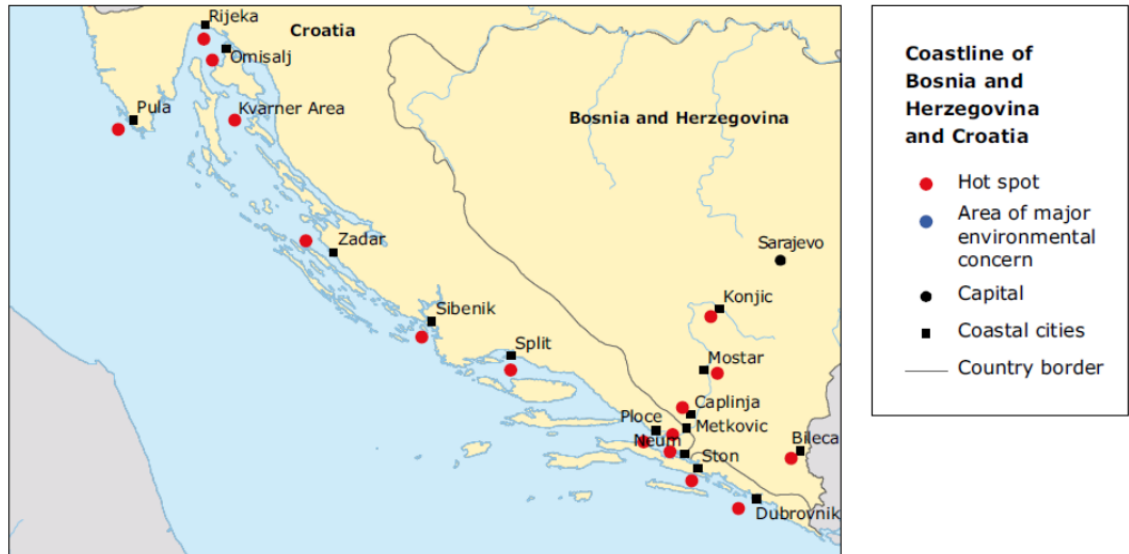 Rijeka
Croatia
Omisalj
Pula
Kvarner Area
Bosnia and Herzegovina
Zadar
Sarajevo
Sibenik
Konjic
Split
Mostar
Caplinja
Ploce
Metkovic
Neum
Bileca
Ston
Dubrovnik
Coastline of
Bosnia and
Herzegovina
and Croatia
Hot spot
Area of major
environmental
concern
Capital
Coastal cities
Country border